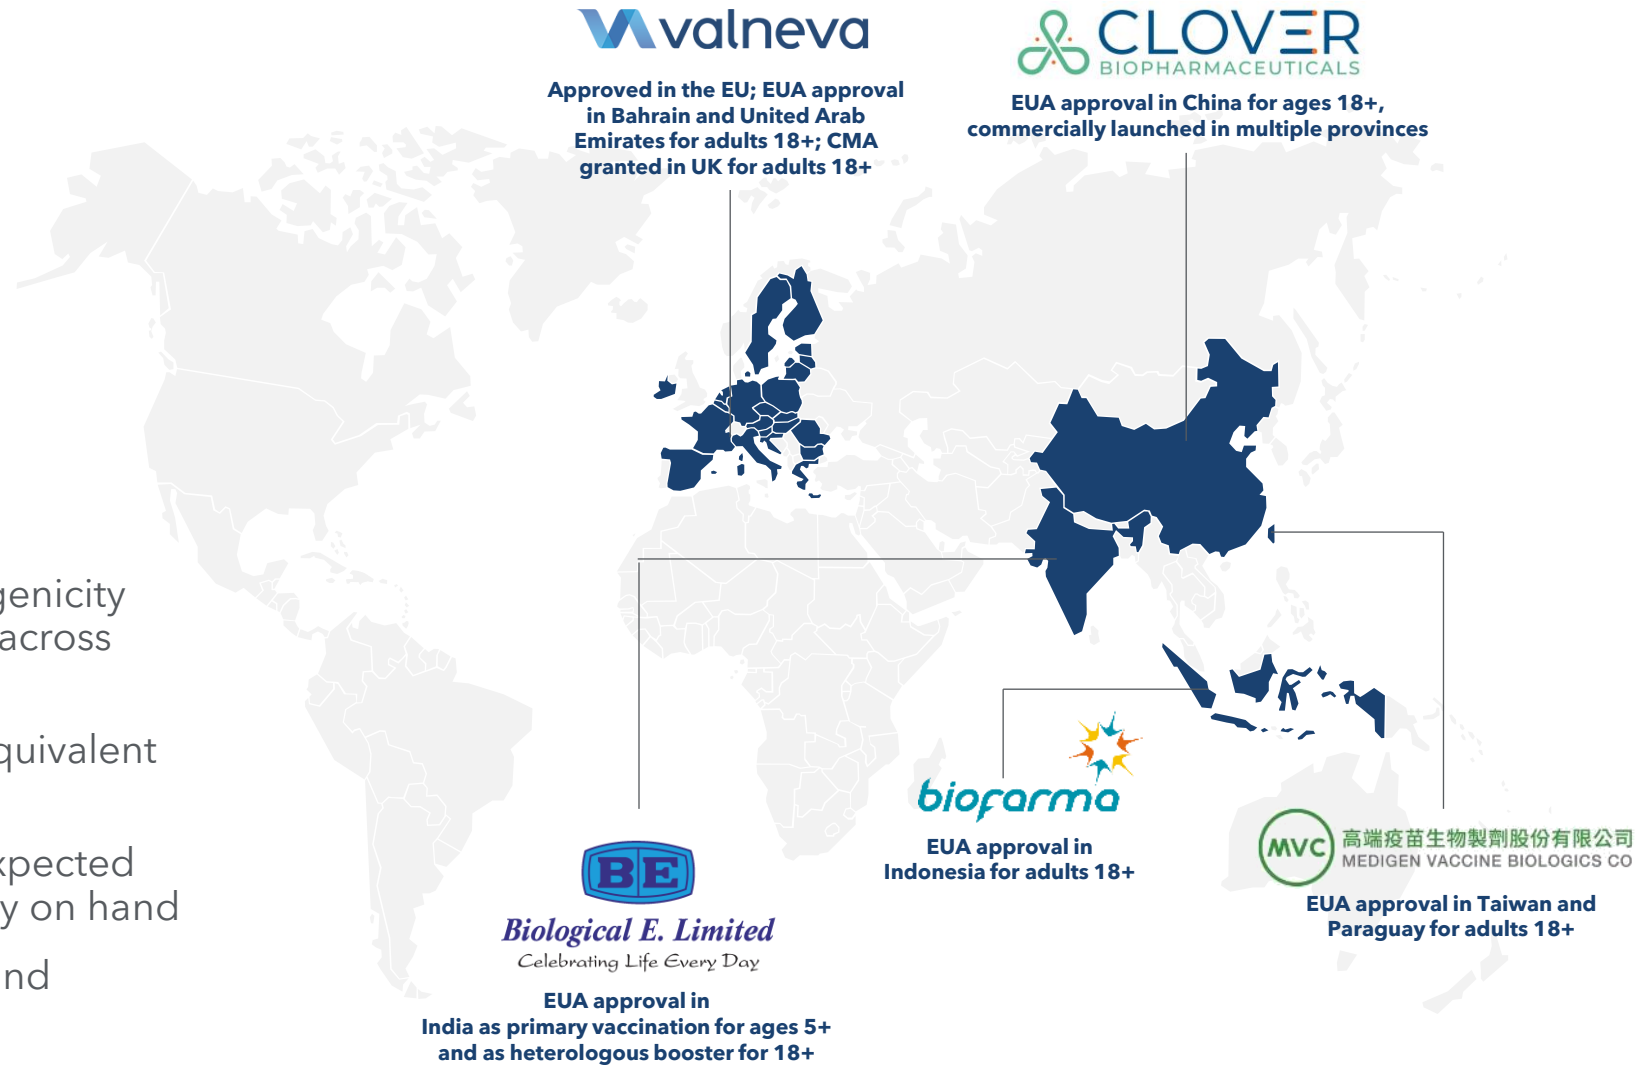 valneva
Approved in the EU; EUA approval
in Bahrain and United Arab
Emirates for adults 18+; CMA
granted in UK for adults 18+
CLOVER
BIOPHARMACEUTICALS
EUA approval in China for ages 18+,
commercially launched in multiple provinces
genicity
across
quivalent
xpected
y on hand
nd
biofarma
EUA approval in
Indonesia for adults 18+
MVC
高端疫苗生物製劑股份有限公司
MEDIGEN VACCINE BIOLOGICS CO
EUA approval in Taiwan and
Paraguay for adults 18+
BE
Biological E. Limited
Celebrating Life Every Day
EUA approval in
India as primary vaccination for ages 5+
and as heterologous booster for 18+